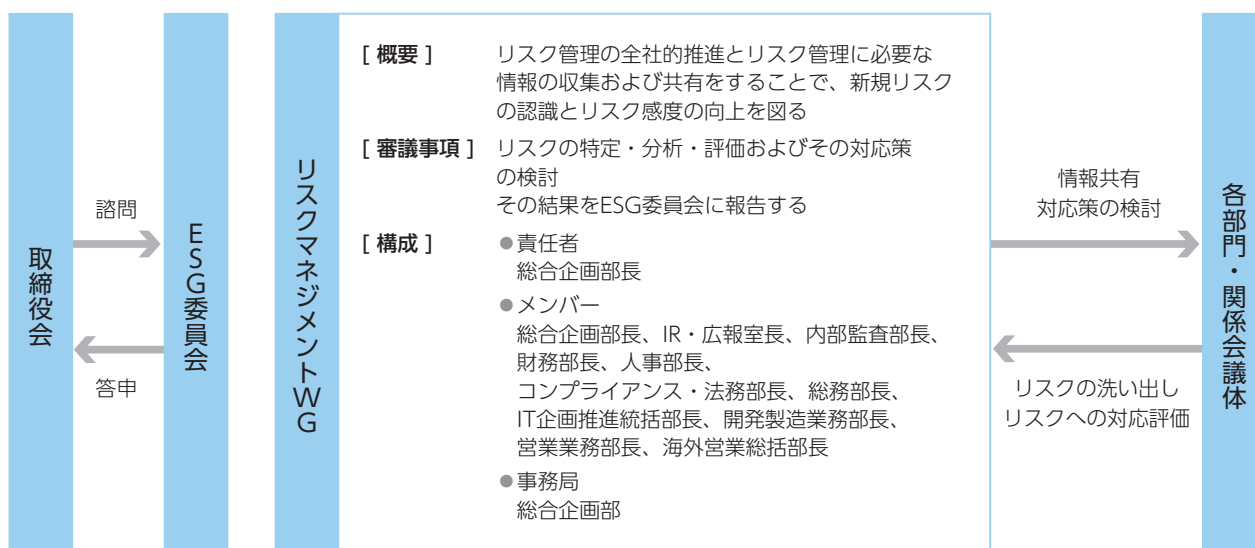 取締役会
諮問
答申
ESG委員会
リスクマネジメントWG
[ 概要 ] リスク管理の全社的推進とリスク管理に必要な
情報の収集および共有をすることで、新規リスク
の認識とリスク感度の向上を図る
[ 審議事項 ] リスクの特定・分析・評価およびその対応策
の検討
その結果をESG委員会に報告する
[ 構成 ] ●責任者
総合企画部長
●メンバー
総合企画部長、IR・広報室長、内部監査部長、
財務部長、人事部長、
コンプライアンス・法務部長、総務部長、
IT企画推進統括部長、開発製造業務部長、
営業業務部長、海外営業総括部長
●事務局
総合企画部
情報共有
対応策の検討
リスクの洗い出し
リスクへの対応評価
各部門・関係会議体